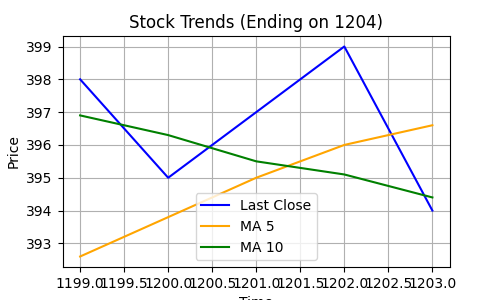 Stock Trends (Ending on 1204)
399
398
397
396
395
394
393
Price
Last Close
MA 5
MA 10
1199.0 1199.5 1200.0 1200.5 1201.0 1201.5 1202.0 1202.5 1203.0
Time